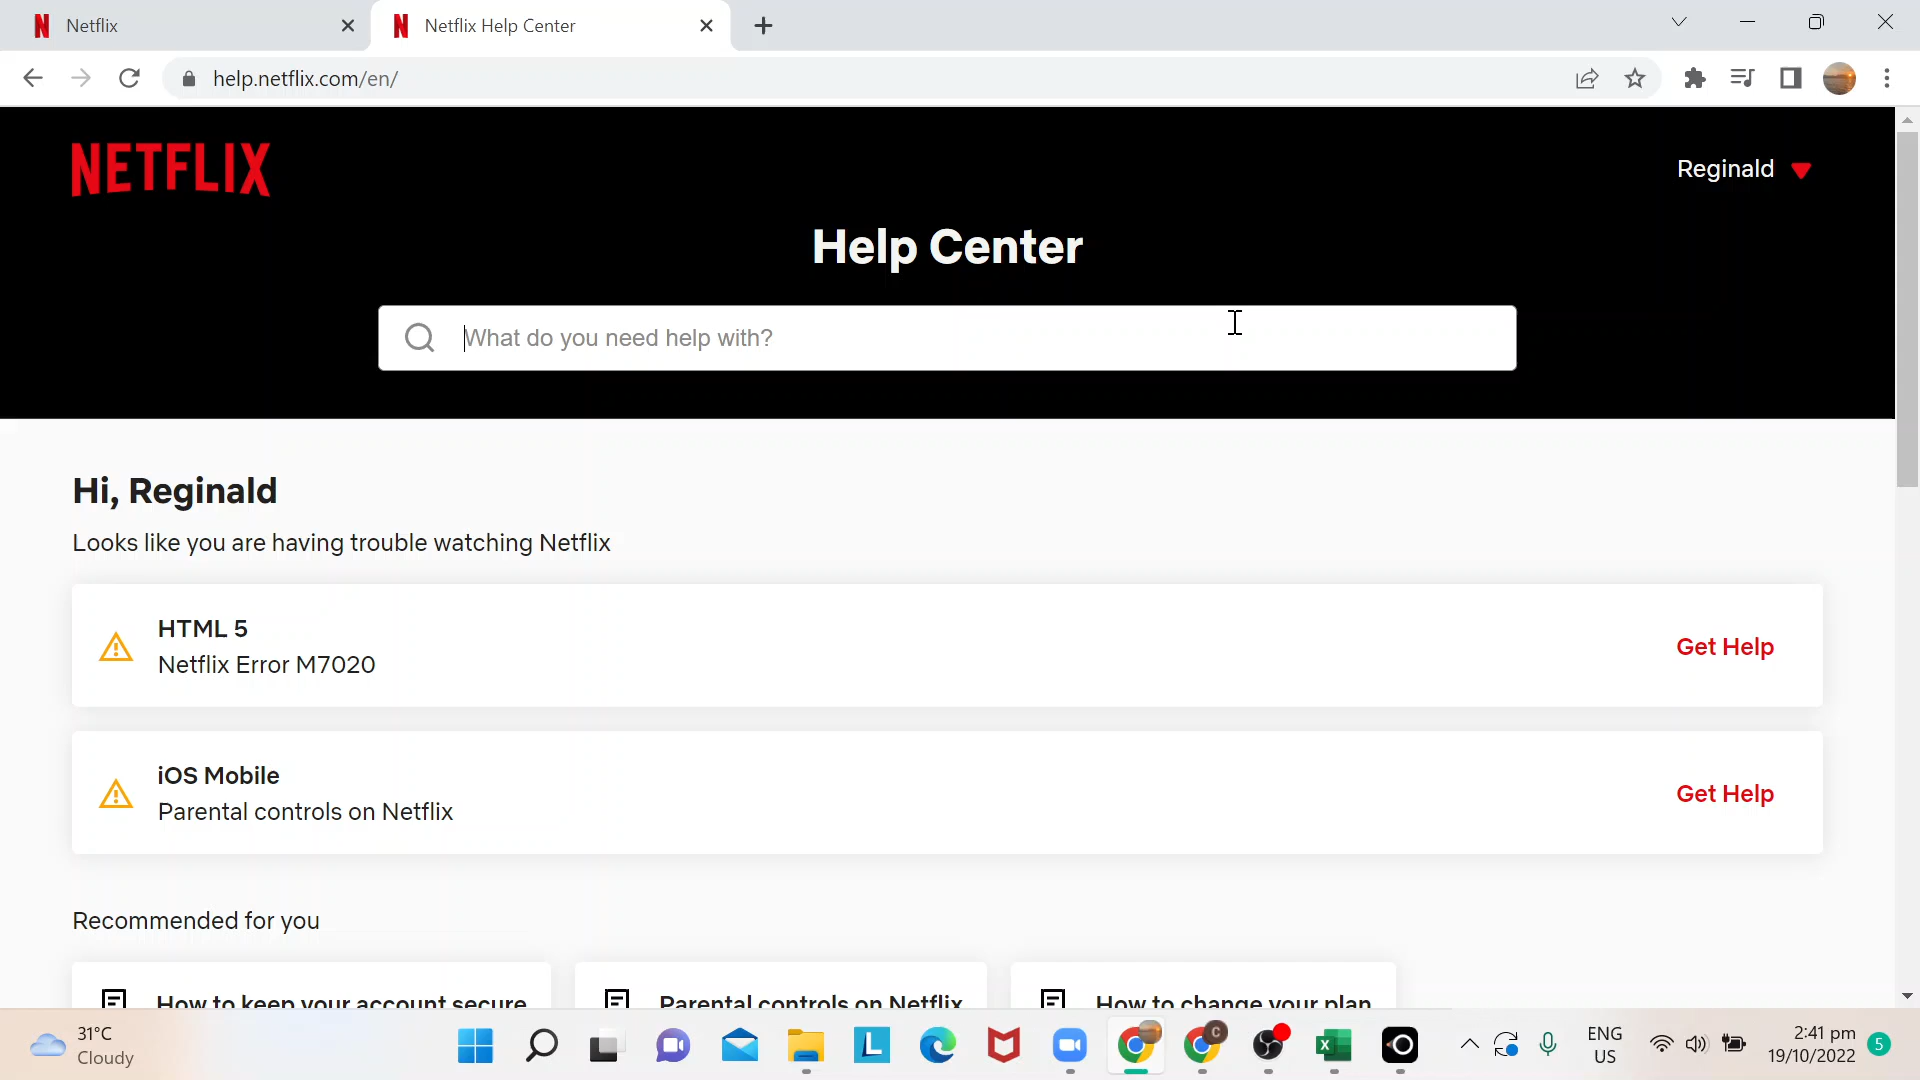 Netflix
Netflix Help Center
help.netflix.com/en/
NETFLIX
Reginald
Help Center
What do you need help with?
Hi, Reginald
Looks like you are having trouble watching Netflix
HTML 5
Netflix Error M7020
Get Help
iOS Mobile
Parental controls on Netflix
Get Help
Recommended for you
How to keep your account secure
Parental controls on Netflix
How to change your plan
31°C
Cloudy
L
C
X
ENG
US
2:41 pm
19/10/2022
5